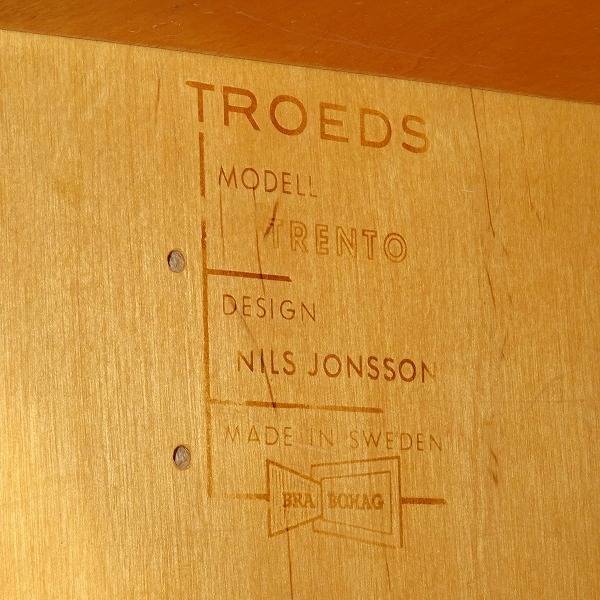 TROEDS
MODELL
TRENTO
DESIGN
NILS JONSSON
MADE IN SWEDEN
BRA BOHAG